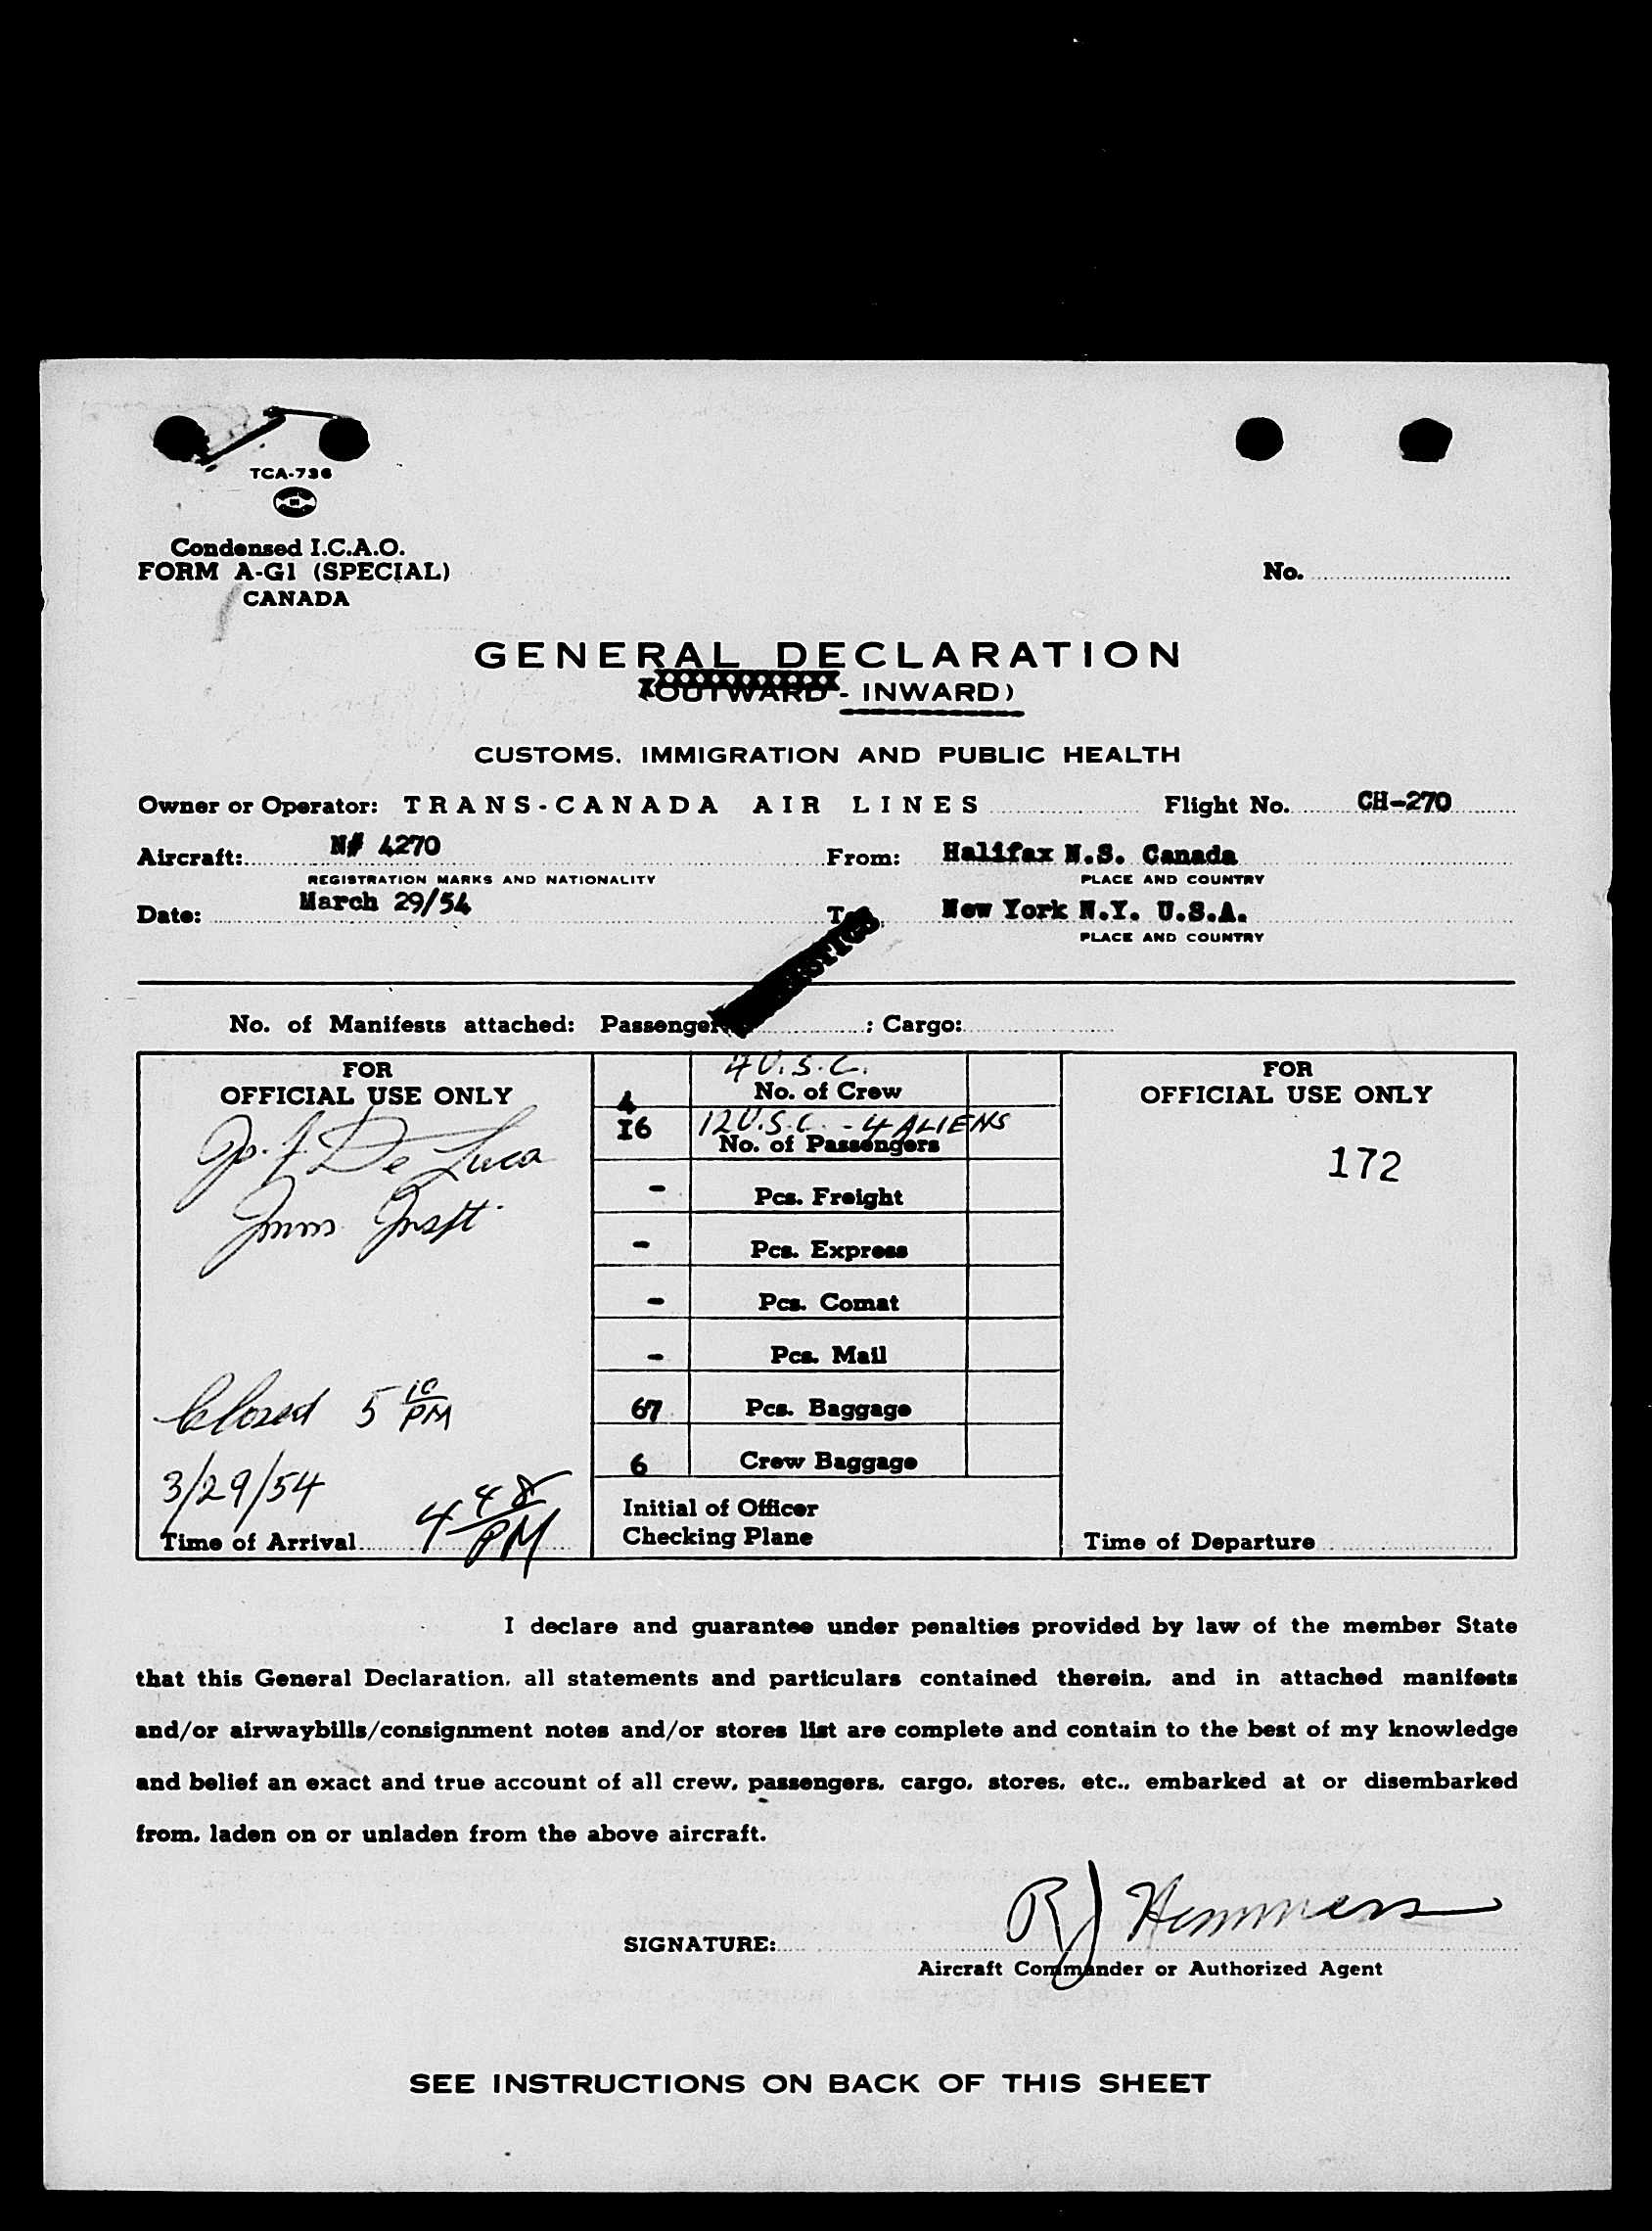 TCA-736
Condensed I.C.A.O.
FORM A-G1 (SPECIAL)
CANADA
No.
GENERAL DECLARATION
(OUTWARD - INWARD)
CUSTOMS, IMMIGRATION AND PUBLIC HEALTH
Owner or Operator: TRANS-CANADA AIR LINES Flight No. CH-270
Aircraft: N# 4270 From: Halifax N.S. Canada
REGISTRATION MARKS AND NATIONALITY PLACE AND COUNTRY
Date: March 29/54 To New York N.Y. U.S.A.
PLACE AND COUNTRY
No. of Manifests attached: Passenger ; Cargo:
FOR
OFFICIAL USE ONLY
De Luca
Imm. Inspt.
Closed 5 10 PM
3/29/54
Time of Arrival 4 48 PM
4 U.S.C.
4 No. of Crew
12 U.S.C. - 4 ALIENS
16 No. of Passengers
- Pcs. Freight
- Pcs. Express
- Pcs. Comat
- Pcs. Mail
67 Pcs. Baggage
6 Crew Baggage
Initial of Officer
Checking Plane
FOR
OFFICIAL USE ONLY
172
Time of Departure
I declare and guarantee under penalties provided by law of the member State
that this General Declaration, all statements and particulars contained therein, and in attached manifests
and/or airwaybills/consignment notes and/or stores list are complete and contain to the best of my knowledge
and belief an exact and true account of all crew, passengers, cargo, stores, etc., embarked at or disembarked
from, laden on or unladen from the above aircraft.
R J Hemmers
SIGNATURE:
Aircraft Commander or Authorized Agent
SEE INSTRUCTIONS ON BACK OF THIS SHEET